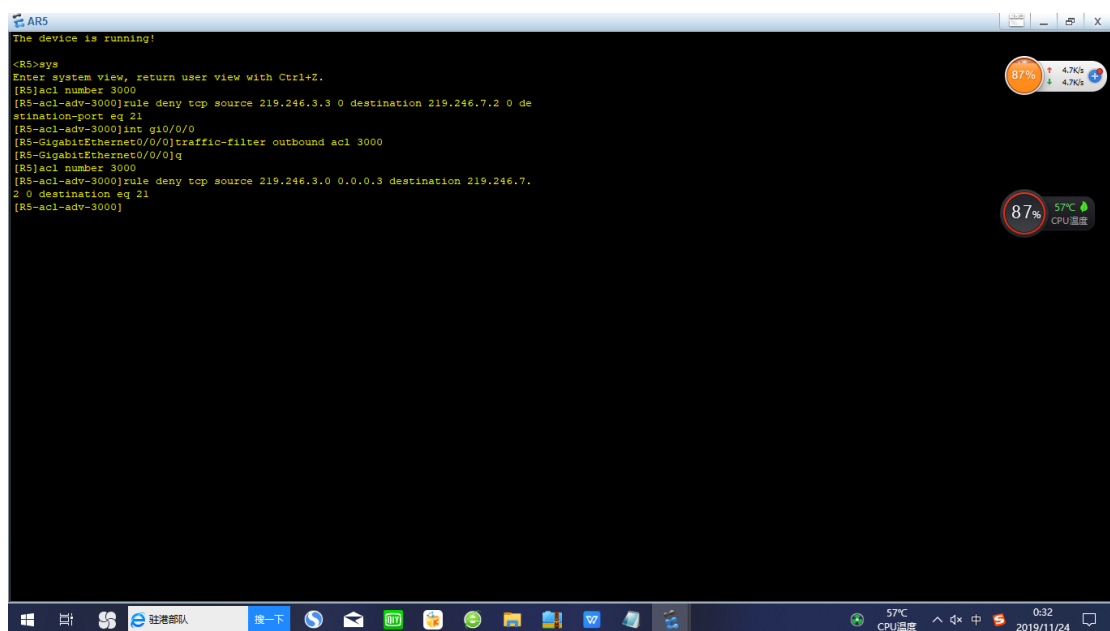 AR5
The device is running!
<R5>sys
Enter system view, return user view with Ctrl+Z.
[R5]acl number 3000
[R5-acl-adv-3000]rule deny tcp source 219.246.3.3 0 destination 219.246.7.2 0 de
stination-port eq 21
[R5-acl-adv-3000]int gi0/0/0
[R5-GigabitEthernet0/0/0]traffic-filter outbound acl 3000
[R5-GigabitEthernet0/0/0]q
[R5]acl number 3000
[R5-acl-adv-3000]rule deny tcp source 219.246.3.0 0.0.0.3 destination 219.246.7.
2 0 destination eq 21
[R5-acl-adv-3000]
87%
4.7K/s
4.7K/s
87%
57℃
CPU温度
驻港部队
搜一下
57℃
CPU温度
中
0:32
2019/11/24